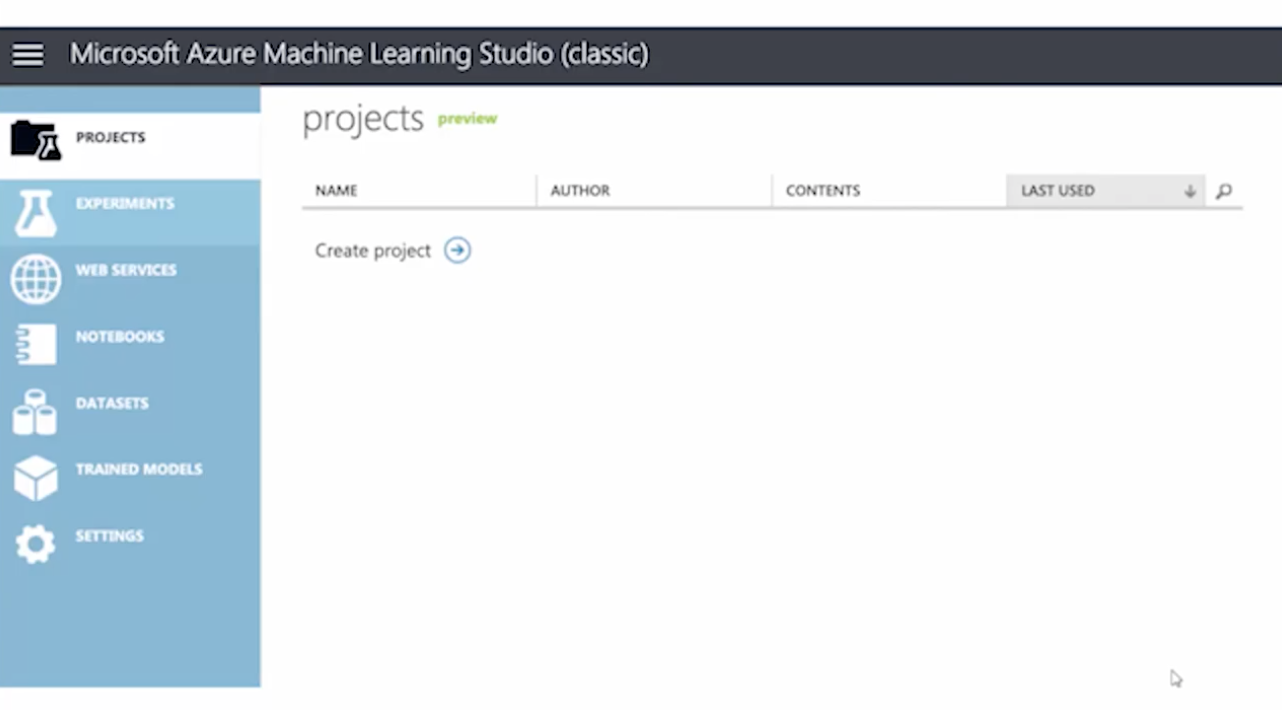 Microsoft Azure Machine Learning Studio (classic)
PROJECTS
EXPERIMENTS
WEB SERVICES
NOTEBOOKS
DATASETS
TRAINED MODELS
SETTINGS
projects preview
NAME AUTHOR CONTENTS LAST USED
Create project